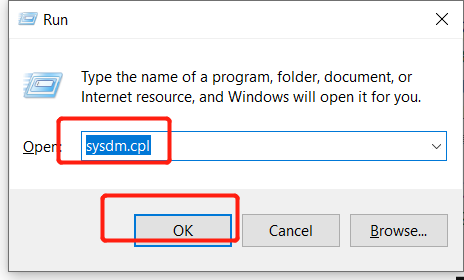 Run
Type the name of a program, folder, document, or
Internet resource, and Windows will open it for you.
Open: sysdm.cpl
OK Cancel Browse...